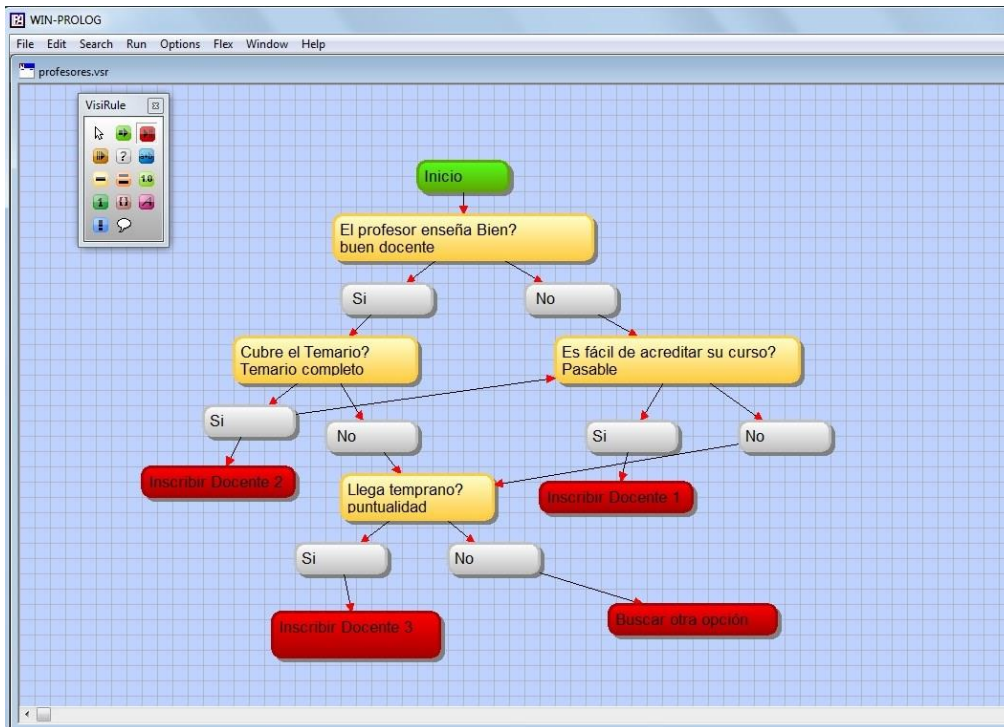 WIN-PROLOG
File Edit Search Run Options Flex Window Help
profesores.vsr
VisiRule
?
1.0
Inicio
El profesor enseña Bien?
buen docente
Si
No
Cubre el Temario?
Temario completo
Es fácil de acreditar su curso?
Pasable
Si
No
Si
No
Inscribir Docente 2
Llega temprano?
puntualidad
Inscribir Docente 1
Si
No
Inscribir Docente 3
Buscar otra opción